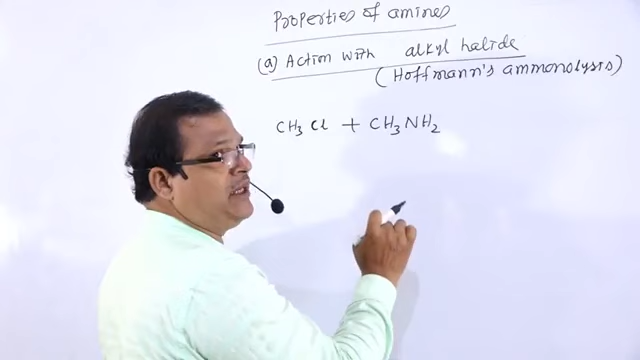 Properties of amines
(a) Action with alkyl halide
(Hoffmann's ammonolysis)
CH₃Cl + CH₃NH₂